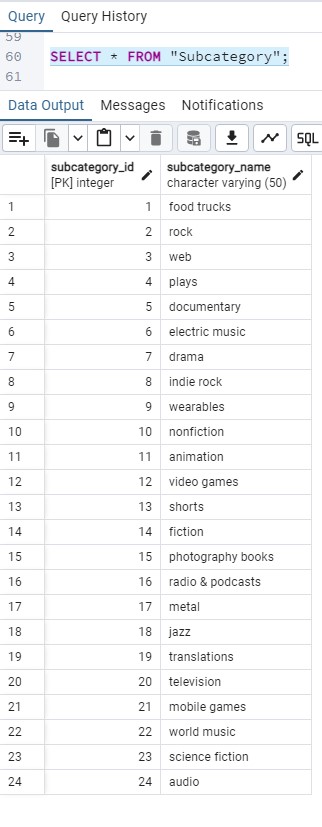 Query Query History
59
60 SELECT * FROM "Subcategory";
61
Data Output Messages Notifications
SQL
subcategory_id subcategory_name
[PK] integer character varying (50)
1 1 food trucks
2 2 rock
3 3 web
4 4 plays
5 5 documentary
6 6 electric music
7 7 drama
8 8 indie rock
9 9 wearables
10 10 nonfiction
11 11 animation
12 12 video games
13 13 shorts
14 14 fiction
15 15 photography books
16 16 radio & podcasts
17 17 metal
18 18 jazz
19 19 translations
20 20 television
21 21 mobile games
22 22 world music
23 23 science fiction
24 24 audio